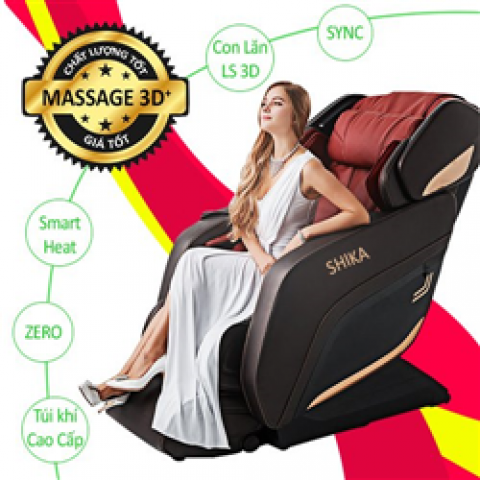 CHẤT LƯỢNG TỐT
MASSAGE 3D+
GIÁ TỐT
Con Lăn
LS 3D
SYNC
Smart
Heat
ZERO
Túi khí
Cao Cấp
SHIKA